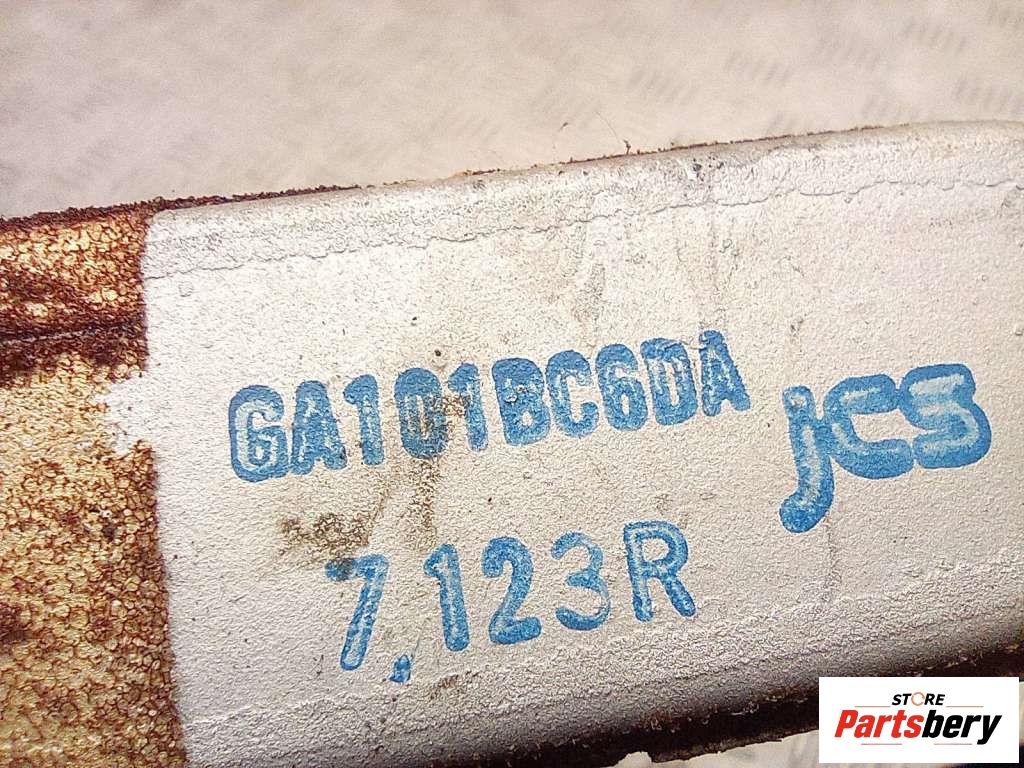 GA101BC6DA
jcs
7.123R
STORE
Partsbery